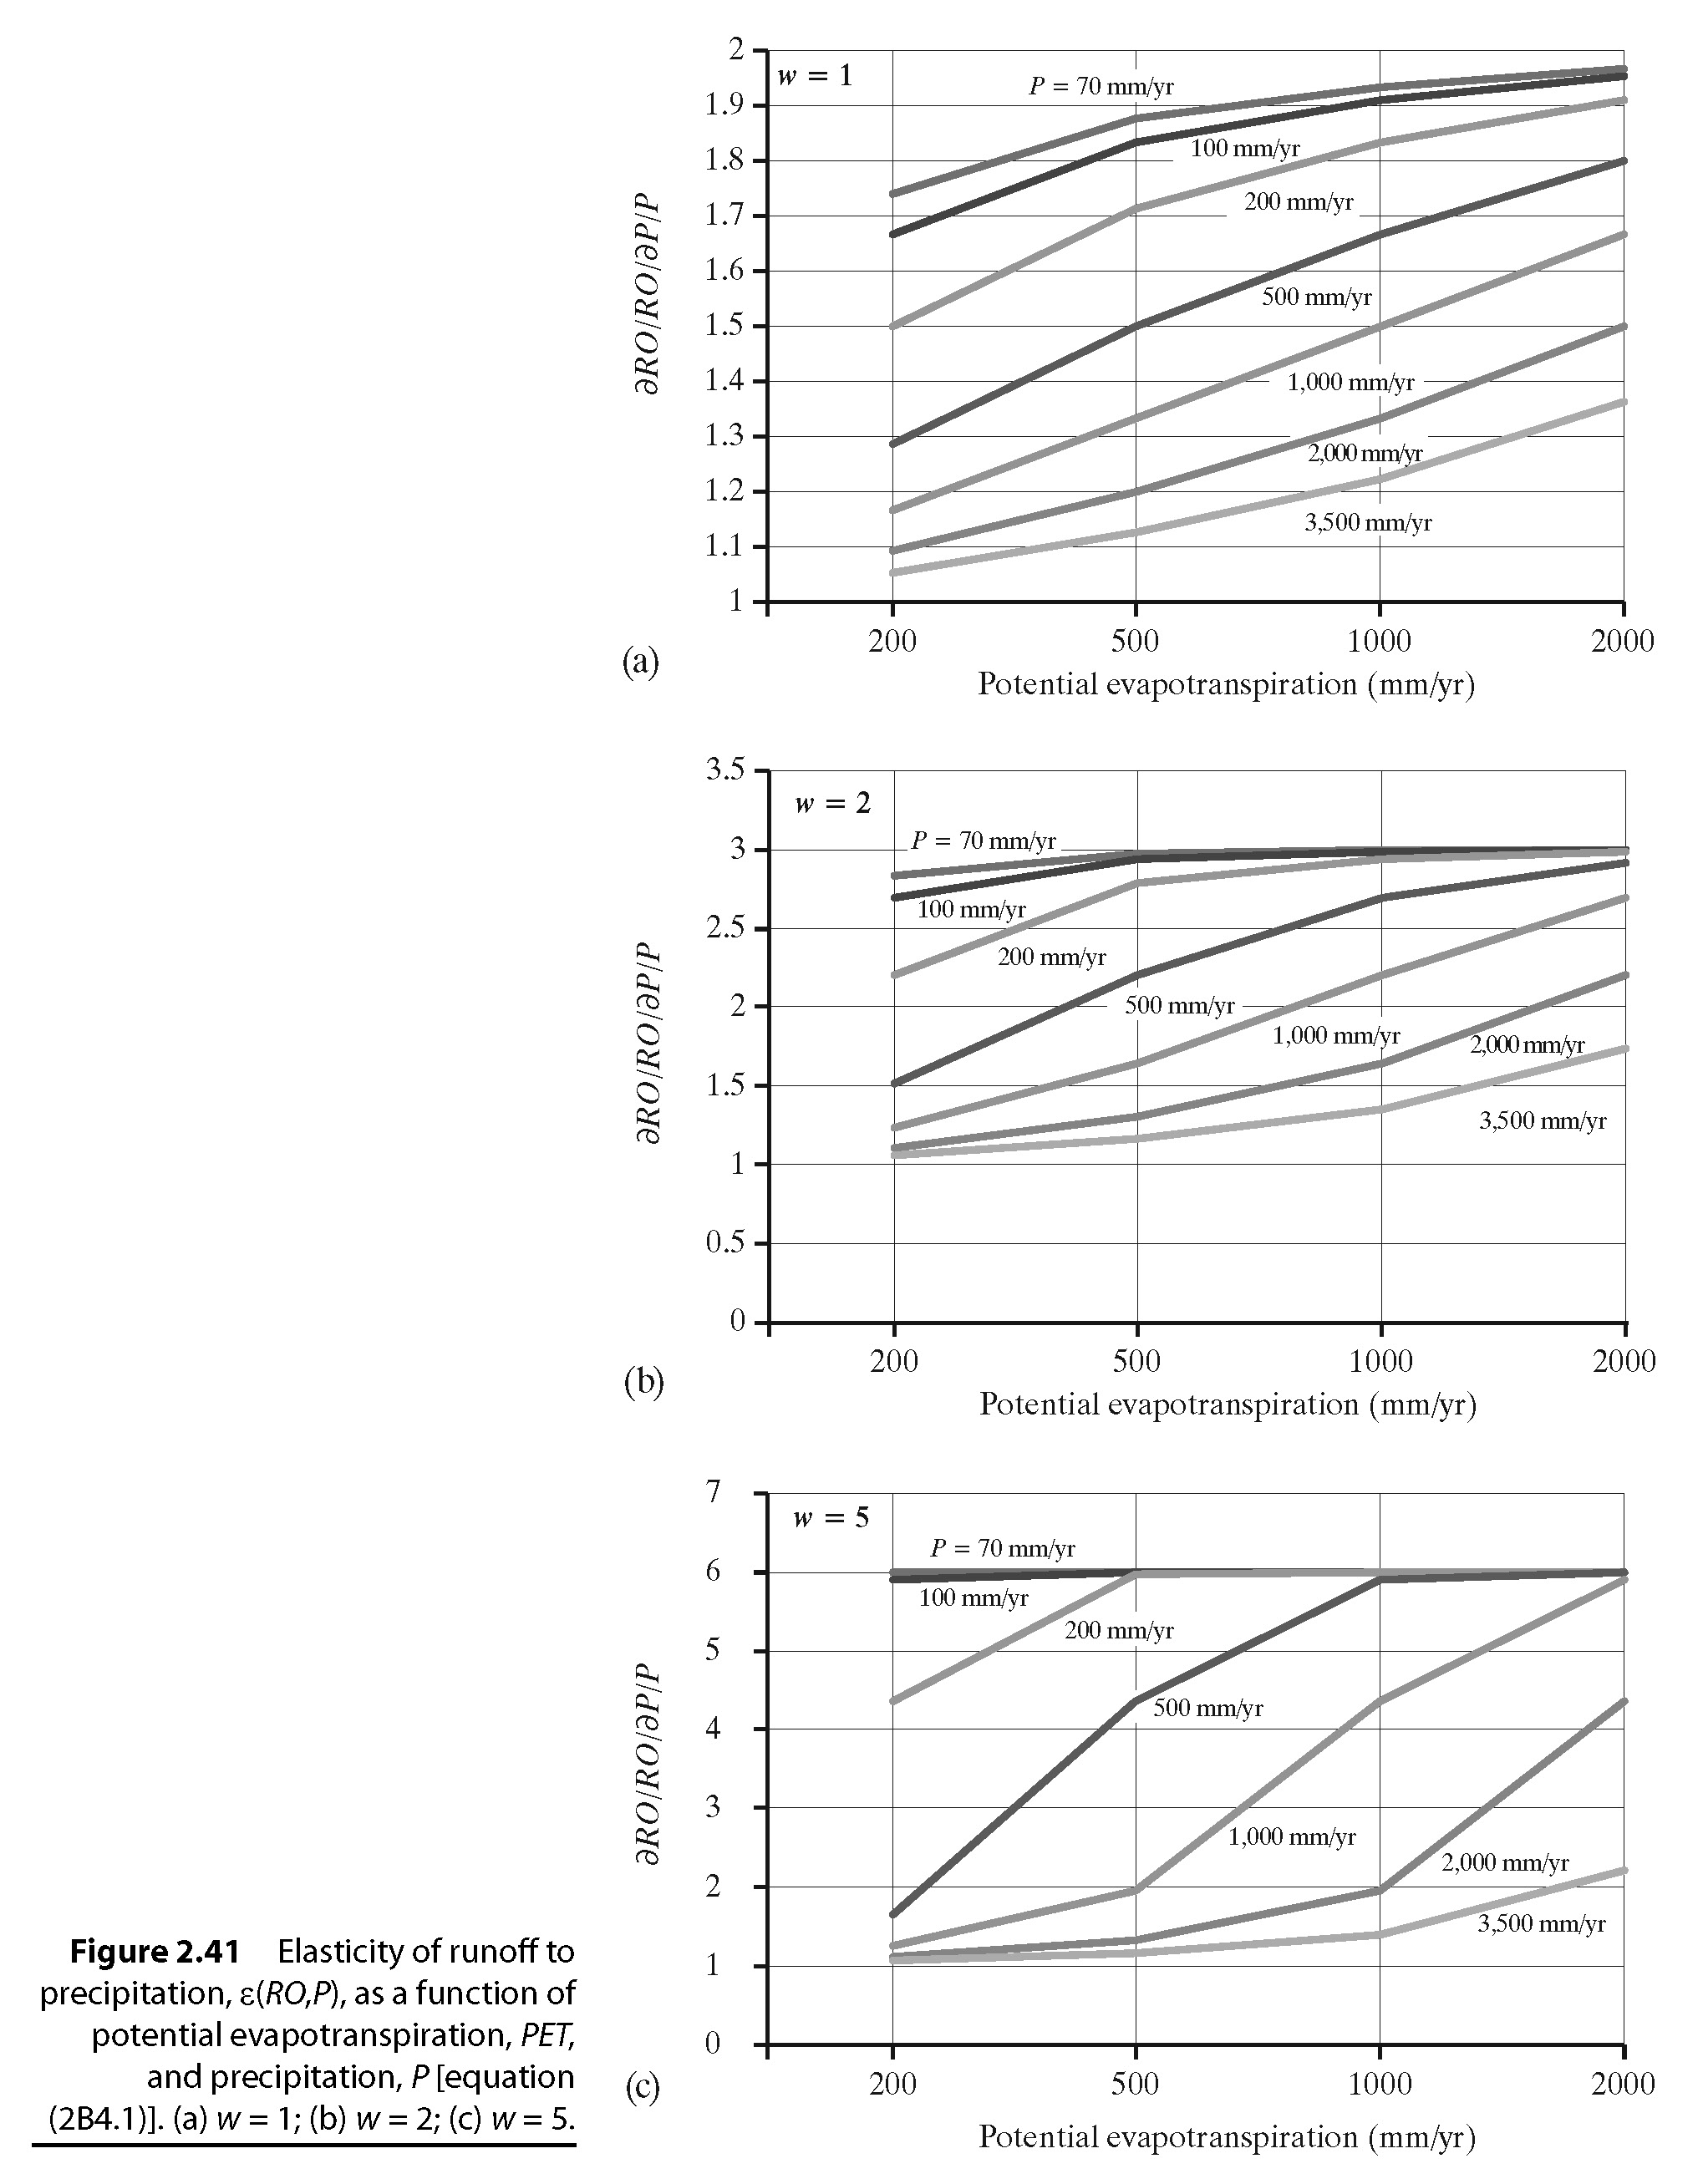 2
w = 1
P = 70 mm/yr
1.9
100 mm/yr
1.8
200 mm/yr
1.7
1.6
500 mm/yr
1.5
1.4
1,000 mm/yr
1.3
2,000 mm/yr
1.2
3,500 mm/yr
1.1
1
∂RO/RO/∂P/P
200 500 1000 2000
(a)
Potential evapotranspiration (mm/yr)
3.5
w = 2
P = 70 mm/yr
3
100 mm/yr
2.5
200 mm/yr
2
500 mm/yr
1,000 mm/yr
2,000 mm/yr
1.5
3,500 mm/yr
1
0.5
0
∂RO/RO/∂P/P
200 500 1000 2000
(b)
Potential evapotranspiration (mm/yr)
7
w = 5
P = 70 mm/yr
6
100 mm/yr
200 mm/yr
5
500 mm/yr
4
3
1,000 mm/yr
2,000 mm/yr
2
3,500 mm/yr
1
0
∂RO/RO/∂P/P
200 500 1000 2000
(c)
Potential evapotranspiration (mm/yr)
Figure 2.41 Elasticity of runoff to
precipitation, ε(RO,P), as a function of
potential evapotranspiration, PET,
and precipitation, P [equation
(2B4.1)]. (a) w = 1; (b) w = 2; (c) w = 5.